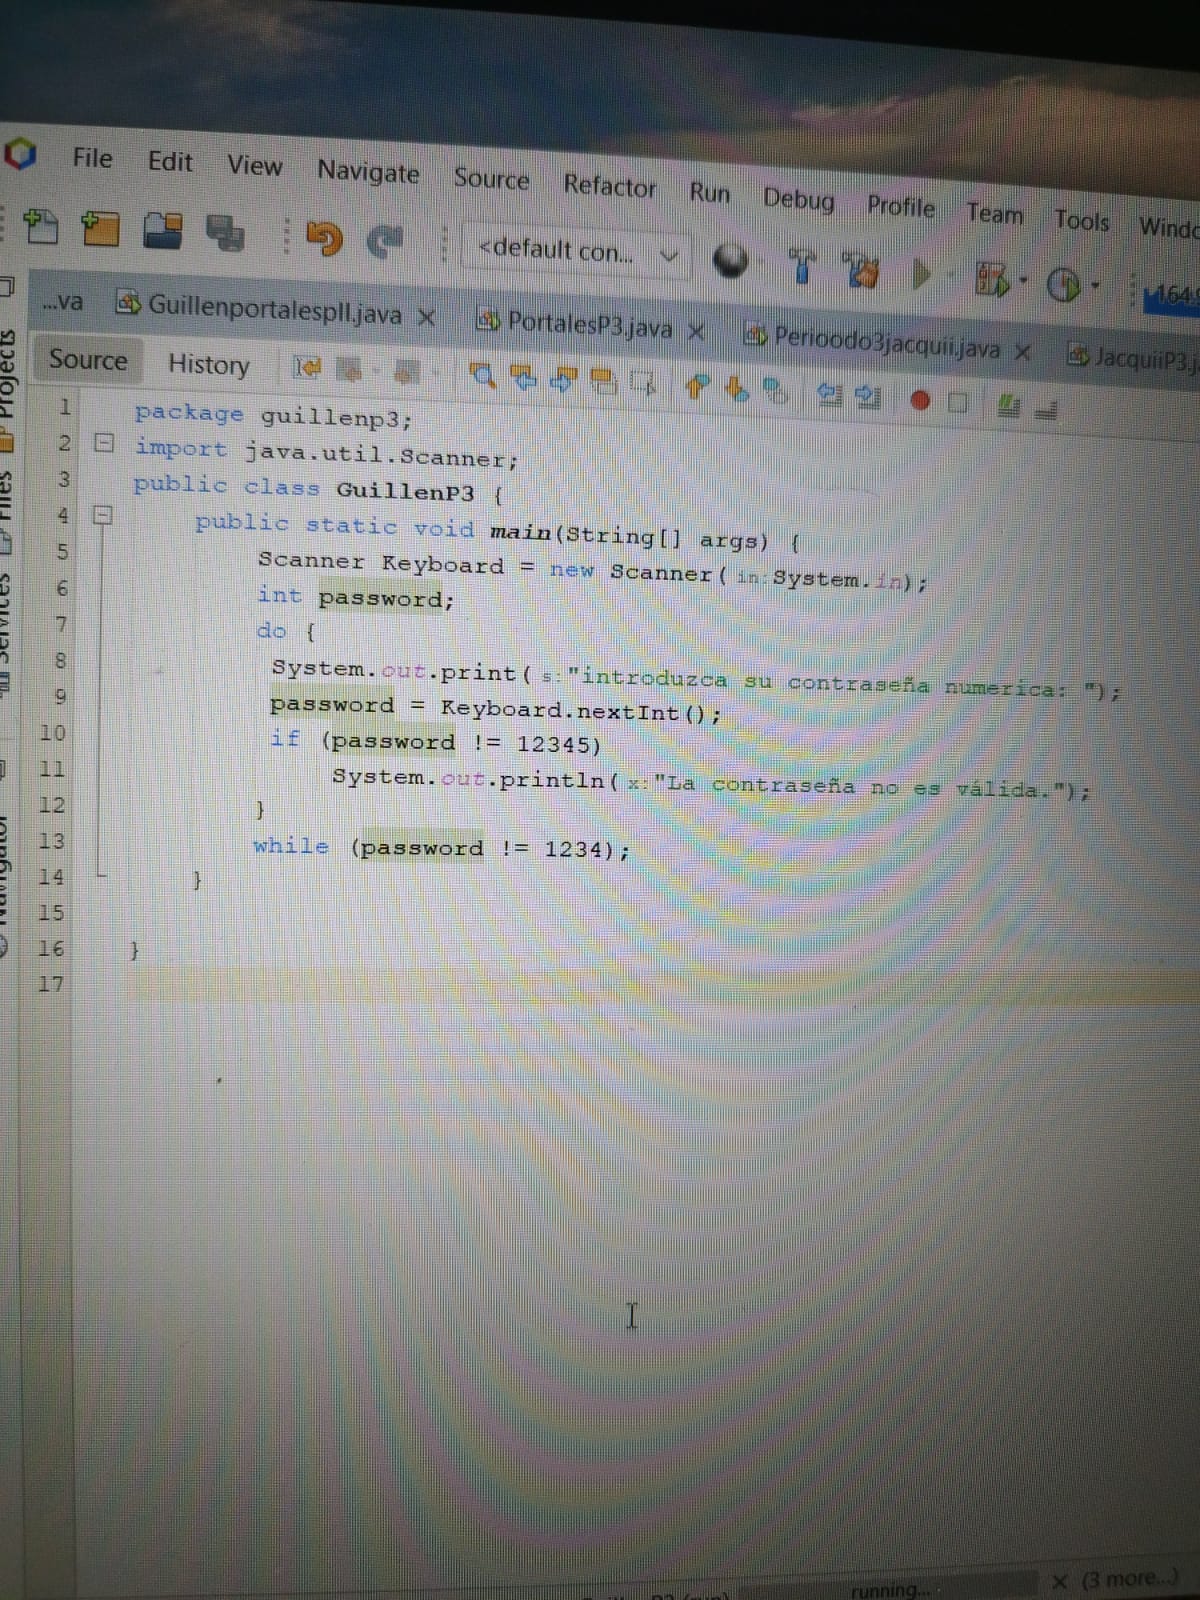 File Edit View Navigate Source Refactor Run Debug Profile Team Tools
<default con...
...va Guillenportalespll.java PortalesP3.java Perioodo3jacquii.java JacquiiP3.j
Source History
Projects
Files
Services
Navigator
1 package guillenp3;
2 import java.util.Scanner;
3 public class GuillenP3 {
4 public static void main(String[] args) {
5 Scanner Keyboard = new Scanner( in:System.in);
6 int password;
7 do {
8 System.out.print( s:"introduzca su contraseña numerica: ");
9 password = Keyboard.nextInt();
10 if (password != 12345)
11 System.out.println( x:"La contraseña no es válida.");
12 }
13 while (password != 1234);
14 }
15
16 }
17
running... (3 more...)